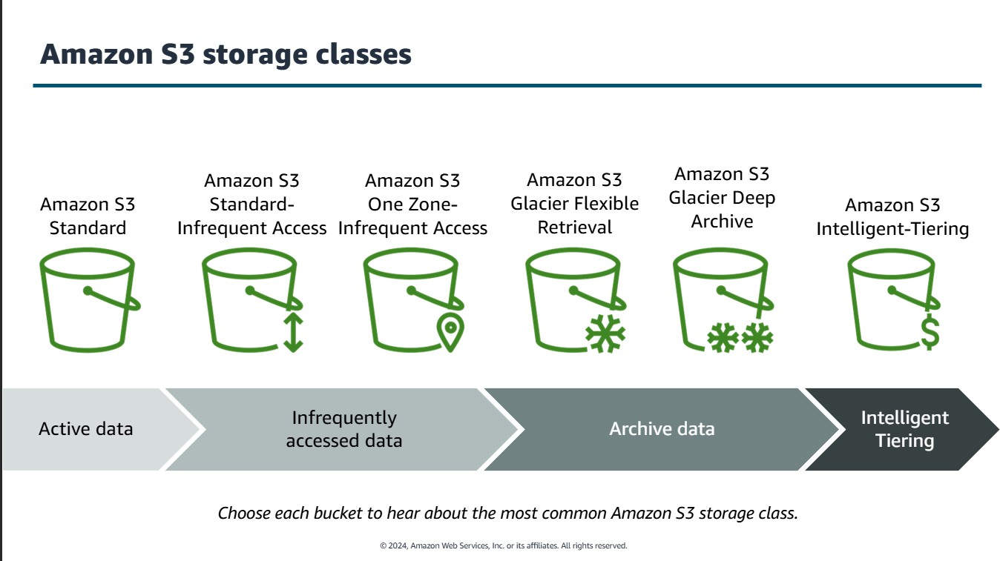 Amazon S3 storage classes
Amazon S3
Standard
Amazon S3
Standard-
Infrequent Access
Amazon S3
One Zone-
Infrequent Access
Amazon S3
Glacier Flexible
Retrieval
Amazon S3
Glacier Deep
Archive
Amazon S3
Intelligent-Tiering
$
Active data
Infrequently
accessed data
Archive data
Intelligent
Tiering
Choose each bucket to hear about the most common Amazon S3 storage class.
© 2024, Amazon Web Services, Inc. or its affiliates. All rights reserved.